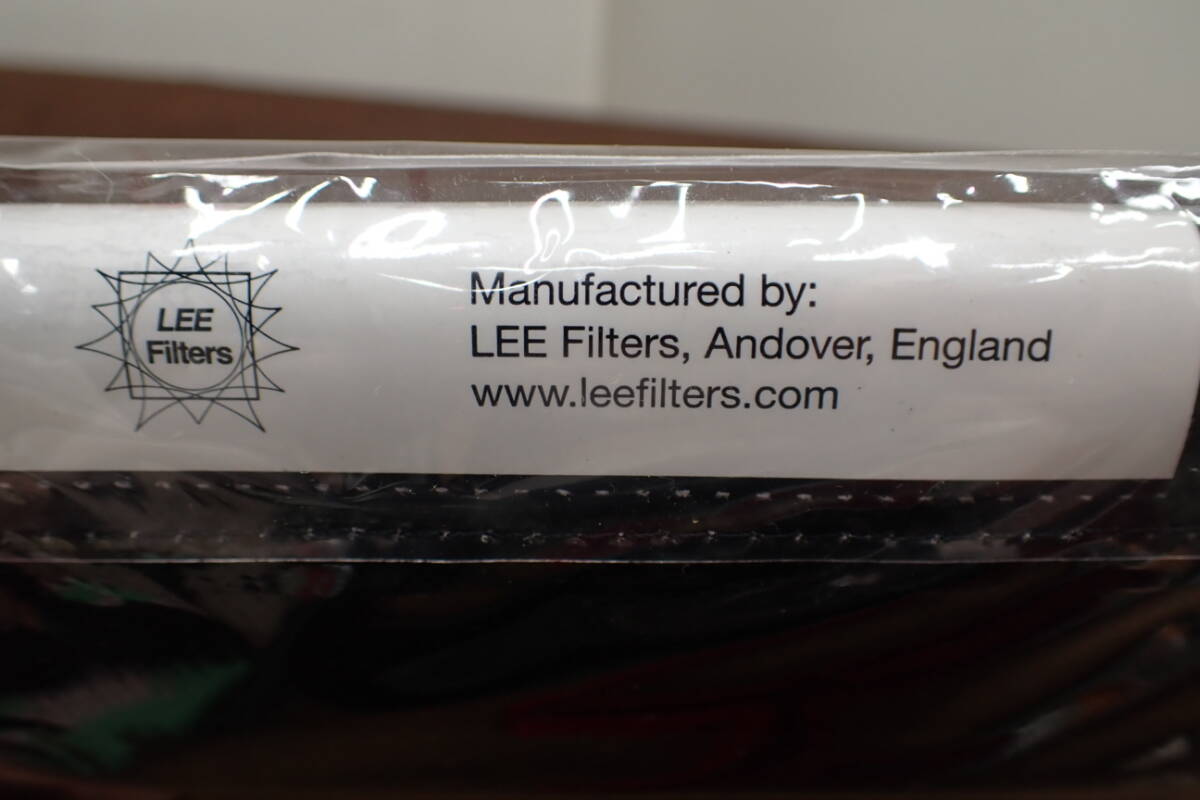 LEE
Filters
Manufactured by:
LEE Filters, Andover, England
www.leefilters.com